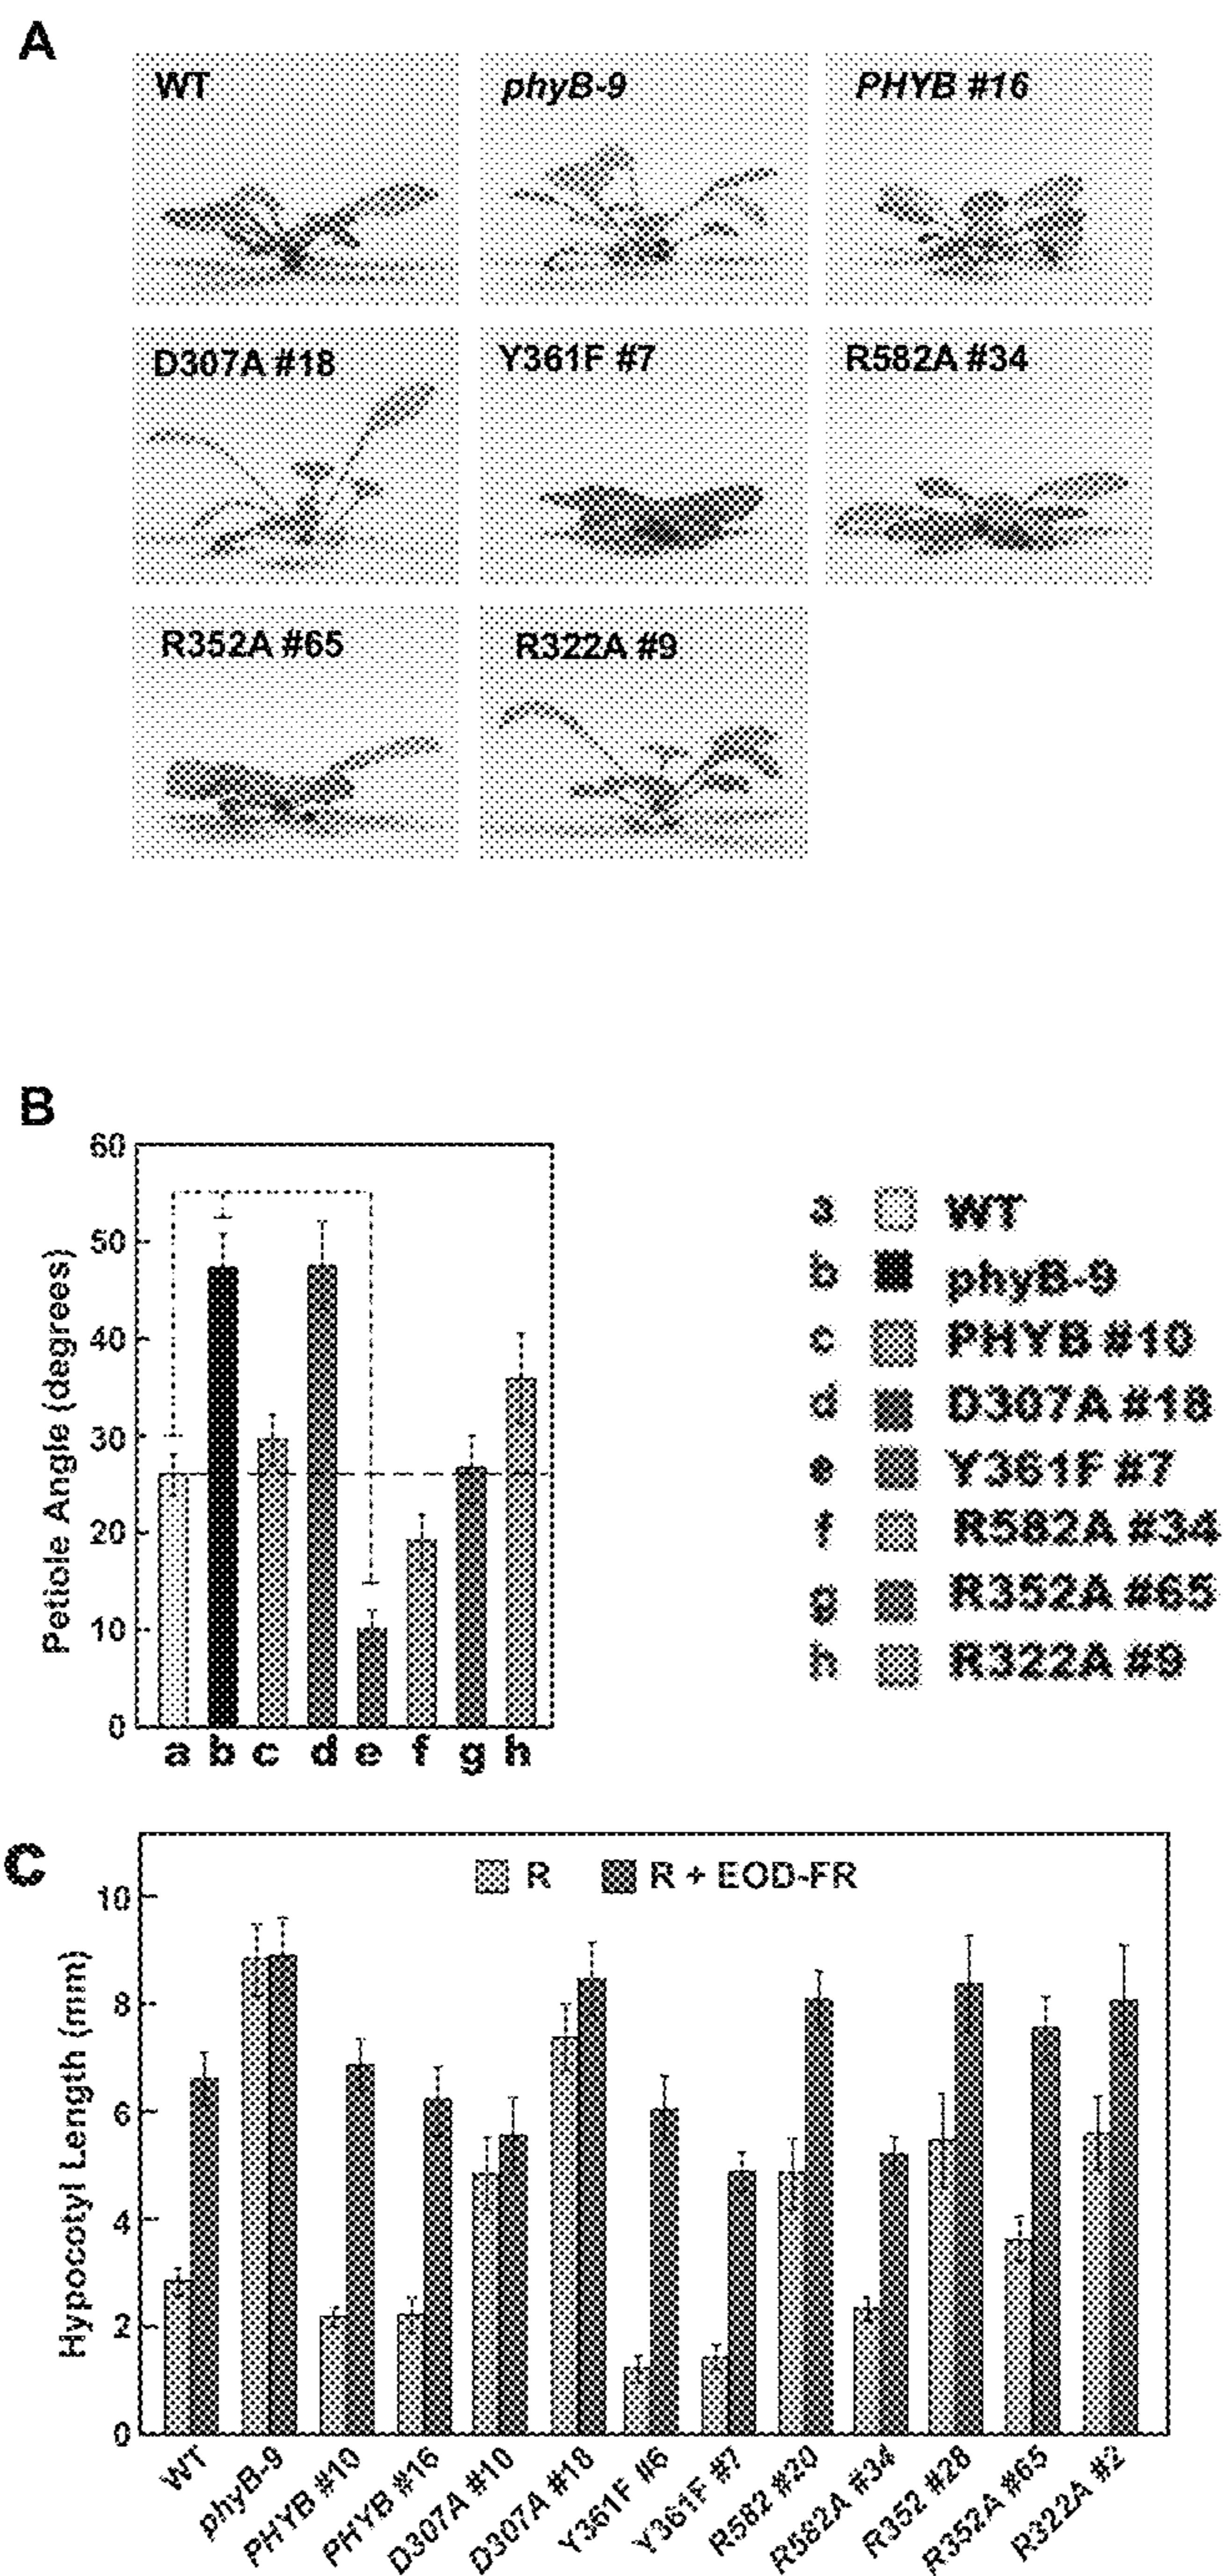 A
WT
phyB-9
PHYB #16
D307A #18
Y361F #7
R582A #34
R352A #65
R322A #9
B
Petiole Angle (degrees)
60
50
40
30
20
10
0
a b c d e f g h
a WT
b phyB-9
c PHYB #10
d D307A #18
e Y361F #7
f R582A #34
g R352A #65
h R322A #9
C
R R + EOD-FR
Hypocotyl Length (mm)
10
8
6
4
2
0
WT
phyB-9
PHYB #10
PHYB #16
D307A #10
D307A #18
Y361F #6
Y361F #7
R582 #20
R582A #34
R352 #28
R352A #65
R322A #2